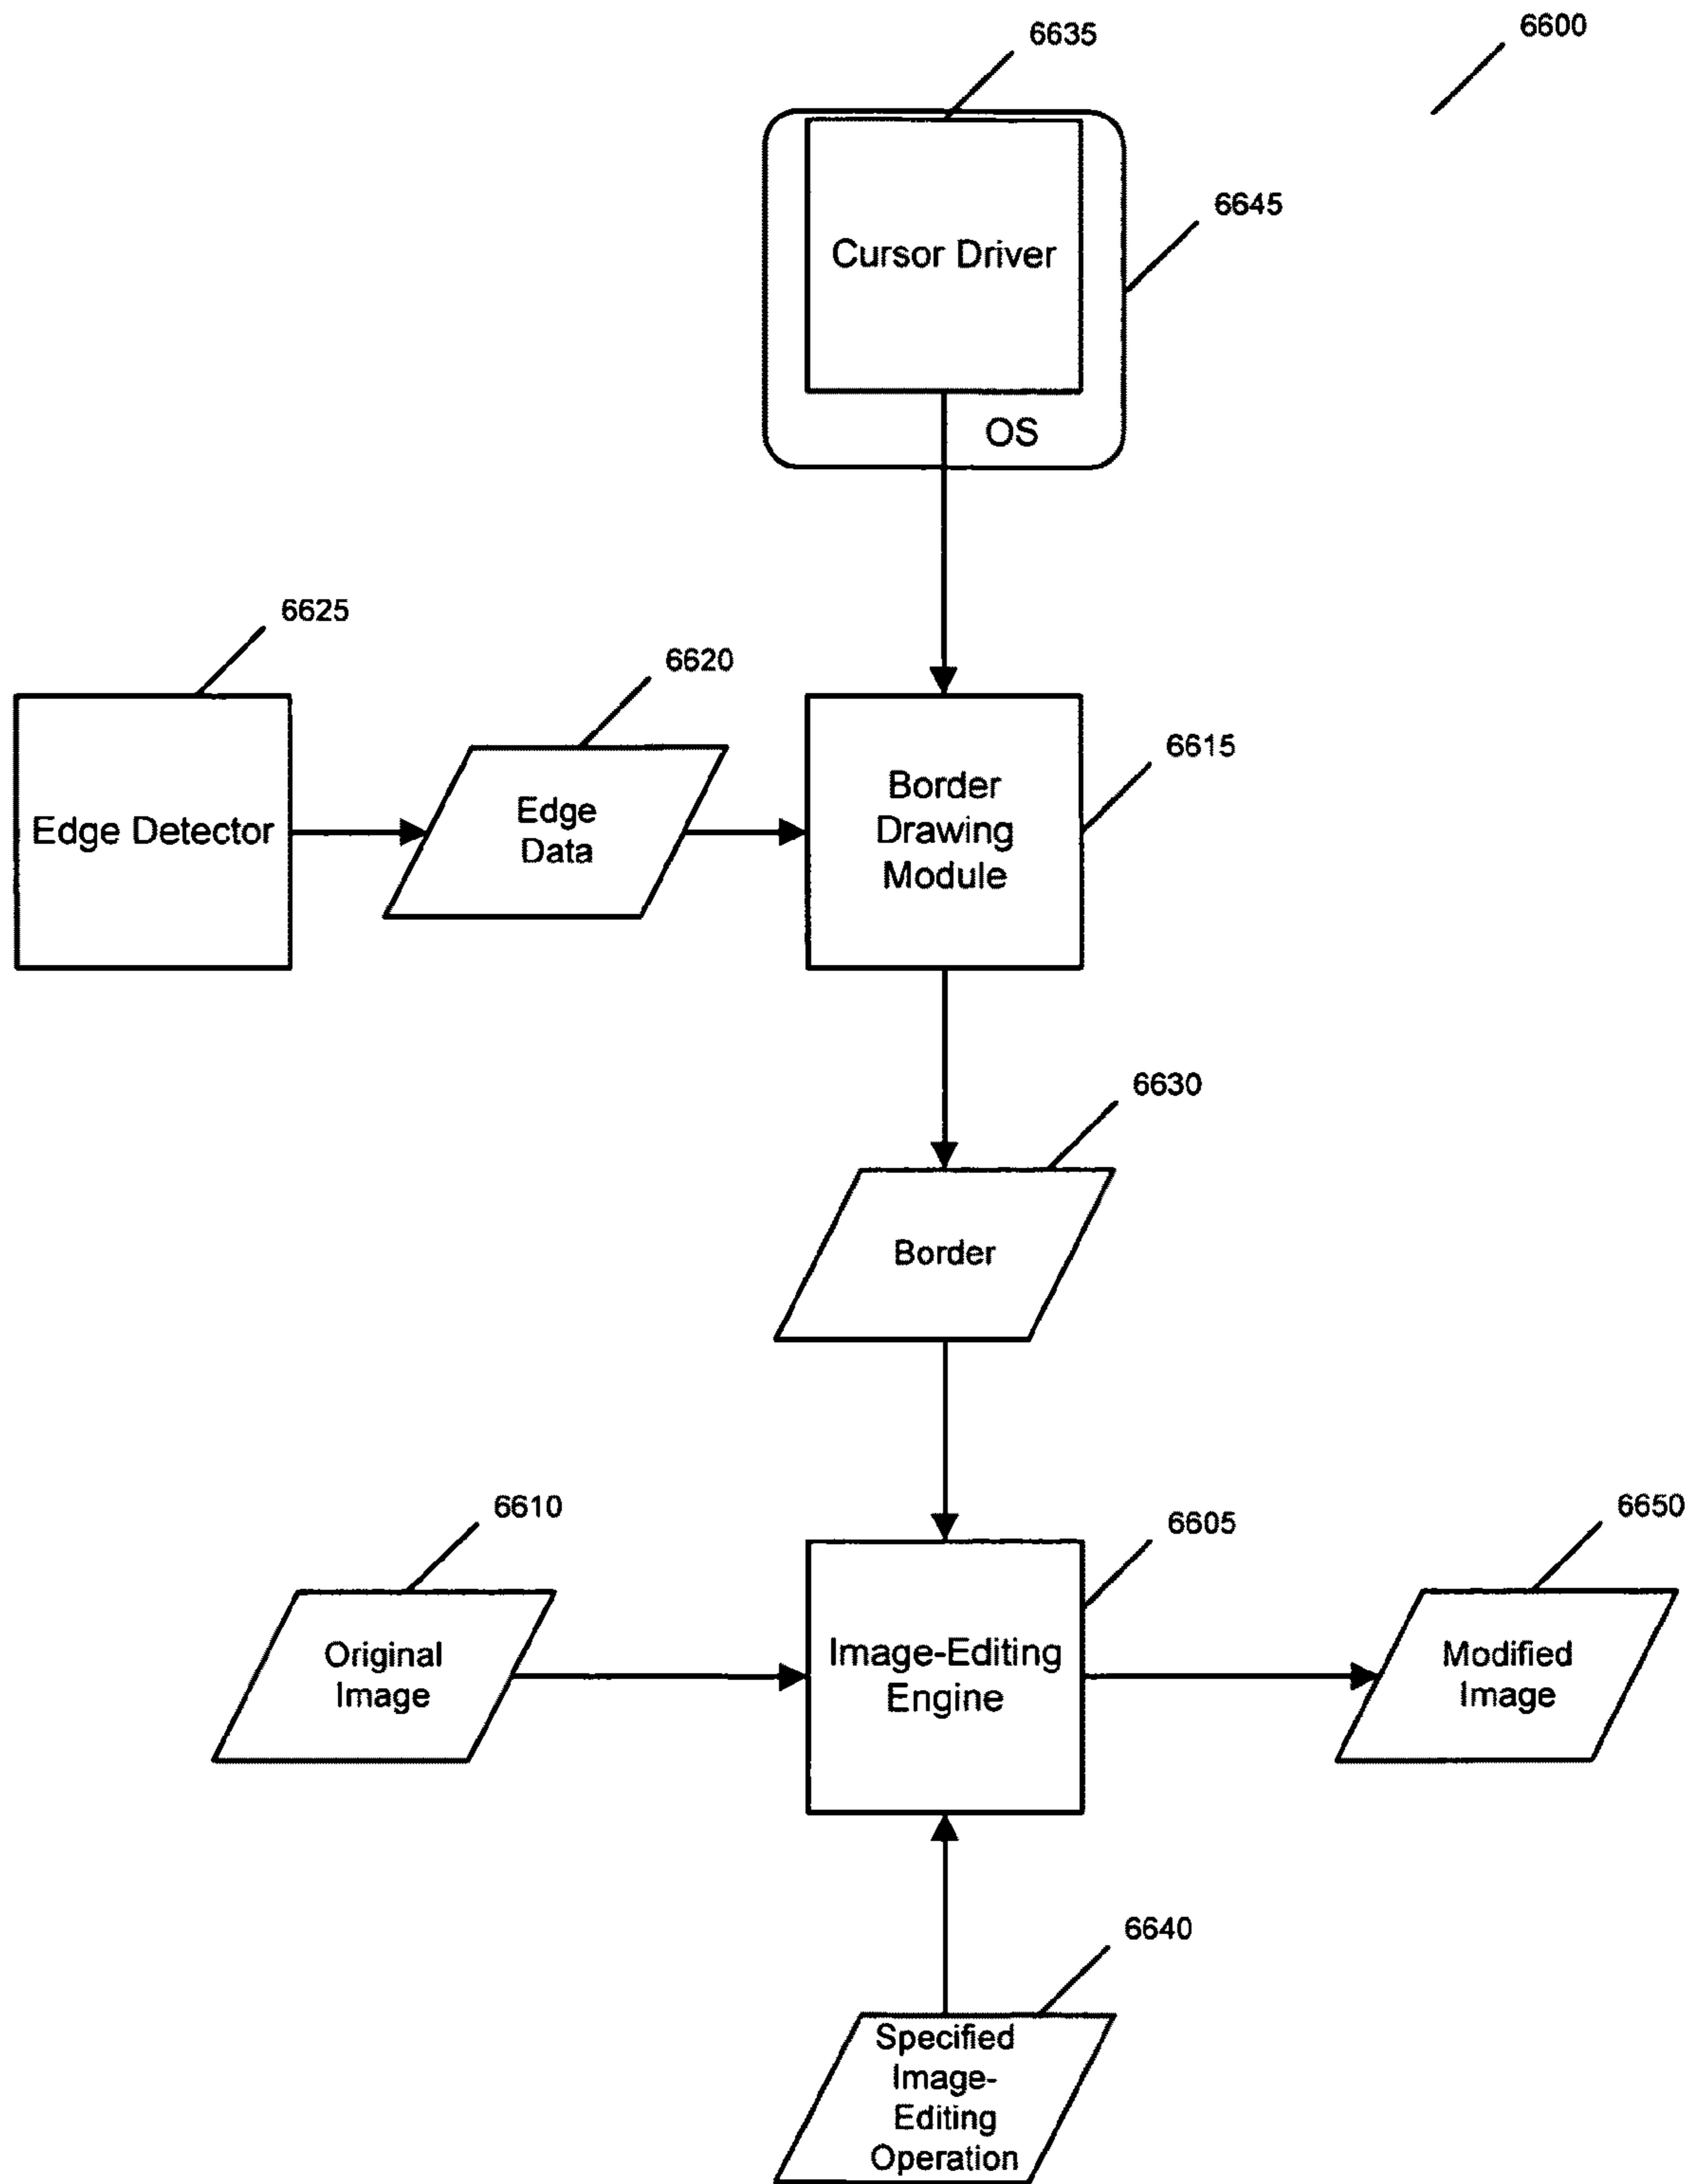 6635
6600
6645
Cursor Driver
OS
6625
6620
6615
Edge Detector
Edge
Data
Border
Drawing
Module
6630
Border
6610
6605
6650
Original
Image
Image-Editing
Engine
Modified
Image
6640
Specified
Image-
Editing
Operation